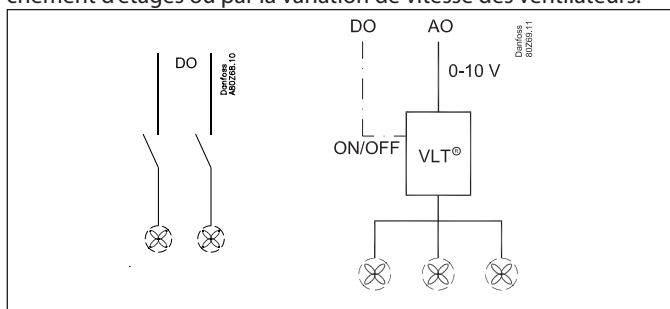 chement d'étages ou par la variation de vitesse des ventilateurs.
DO
Danfoss
A80Z68.10
DO AO
Danfoss
80Z69.11
0-10 V
ON/OFF
VLT®